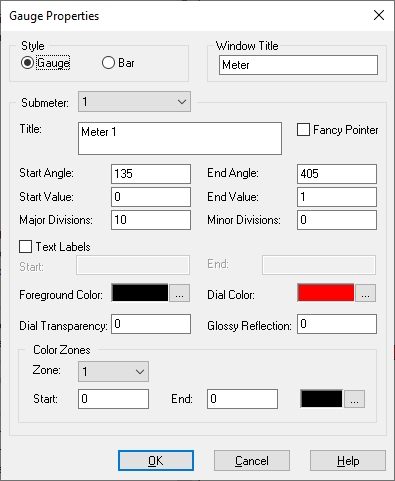 Gauge Properties
Style
Gauge Bar
Window Title
Meter
Submeter: 1
Title: Meter 1 Fancy Pointer
Start Angle: 135 End Angle: 405
Start Value: 0 End Value: 1
Major Divisions: 10 Minor Divisions: 0
Text Labels
Start: End:
Foreground Color: ... Dial Color: ...
Dial Transparency: 0 Glossy Reflection: 0
Color Zones
Zone: 1
Start: 0 End: 0 ...
OK Cancel Help